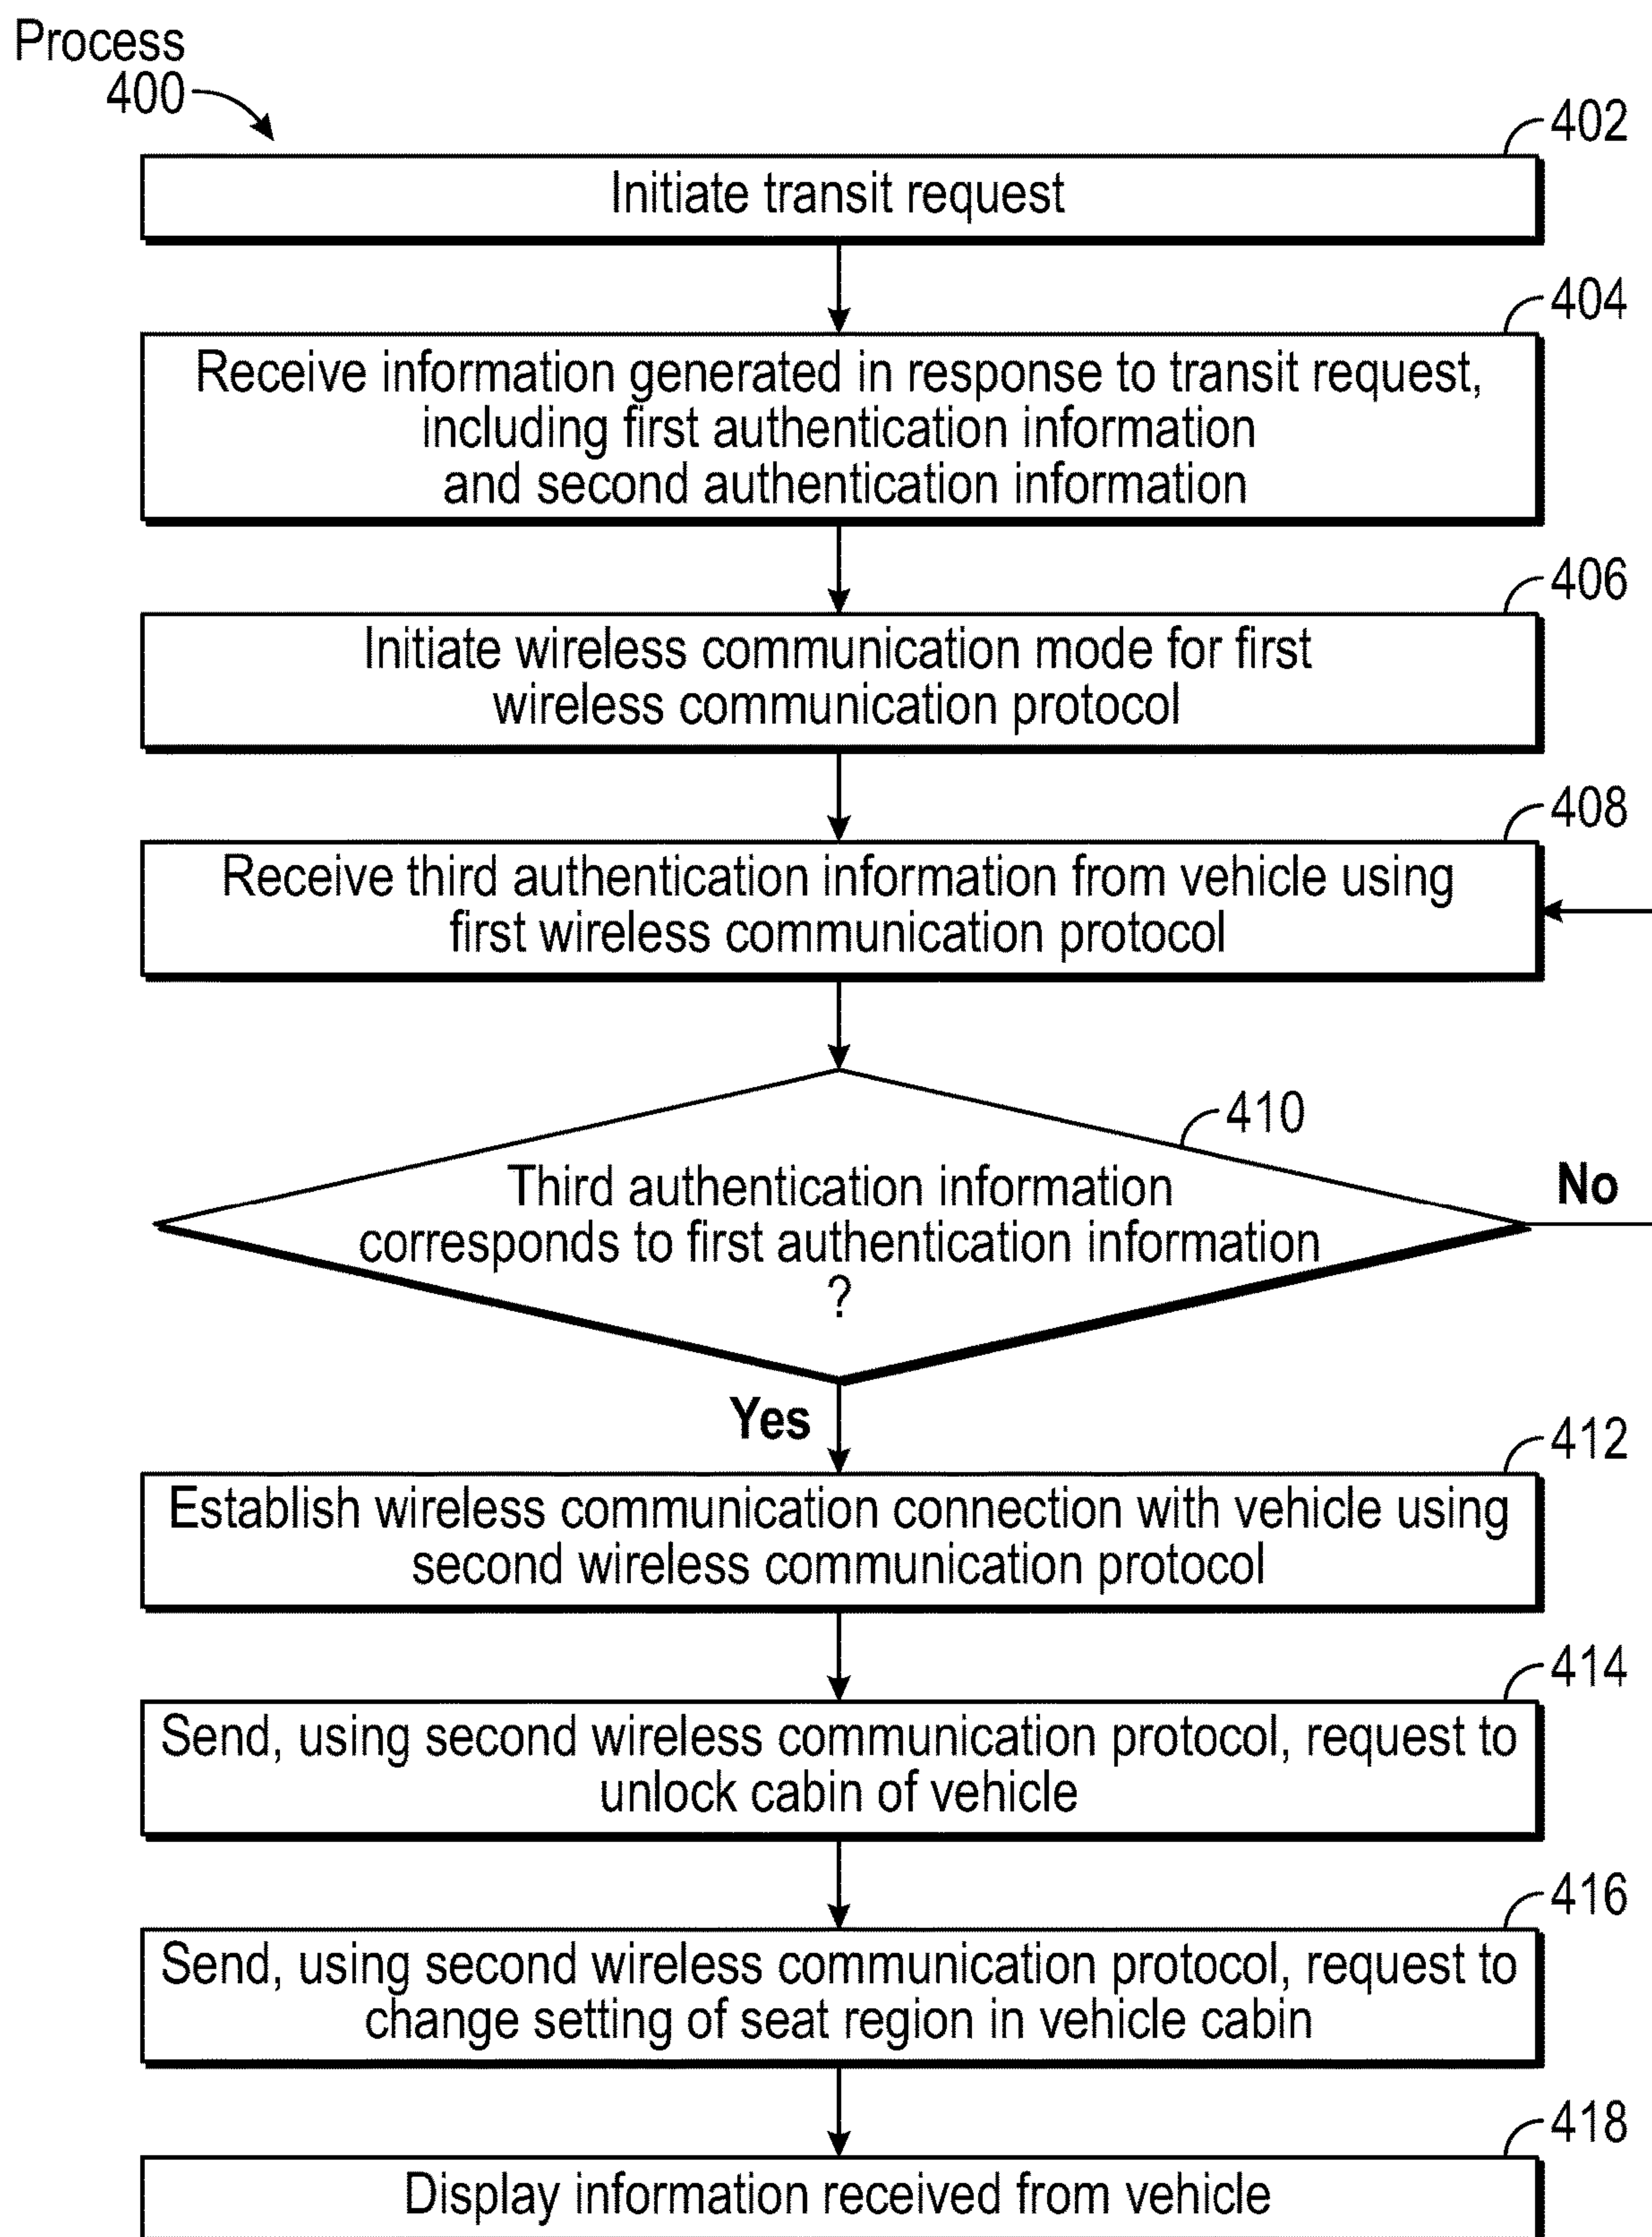 Process
400
402
Initiate transit request
404
Receive information generated in response to transit request,
including first authentication information
and second authentication information
406
Initiate wireless communication mode for first
wireless communication protocol
408
Receive third authentication information from vehicle using
first wireless communication protocol
410
Third authentication information
corresponds to first authentication information
?
No
Yes
412
Establish wireless communication connection with vehicle using
second wireless communication protocol
414
Send, using second wireless communication protocol, request to
unlock cabin of vehicle
416
Send, using second wireless communication protocol, request to
change setting of seat region in vehicle cabin
418
Display information received from vehicle